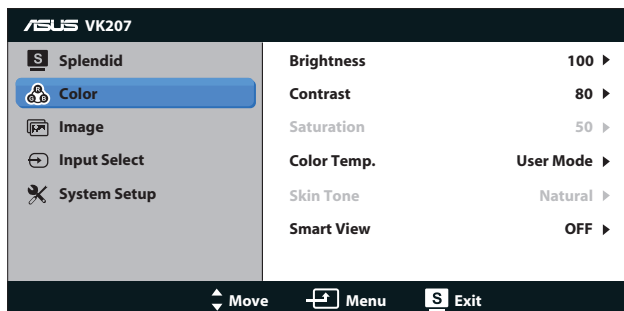 ASUS VK207
S Splendid
Color
Image
Input Select
System Setup
Brightness 100
Contrast 80
Saturation 50
Color Temp. User Mode
Skin Tone Natural
Smart View OFF
Move Menu S Exit